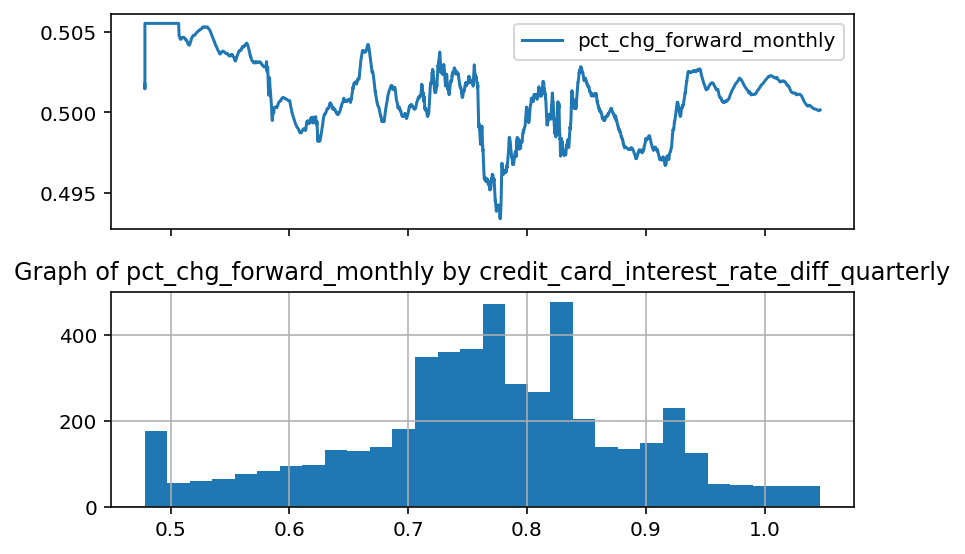 0.505
pct_chg_forward_monthly
0.500
0.495
Graph of pct_chg_forward_monthly by credit_card_interest_rate_diff_quarterly
400
200
0
0.5 0.6 0.7 0.8 0.9 1.0